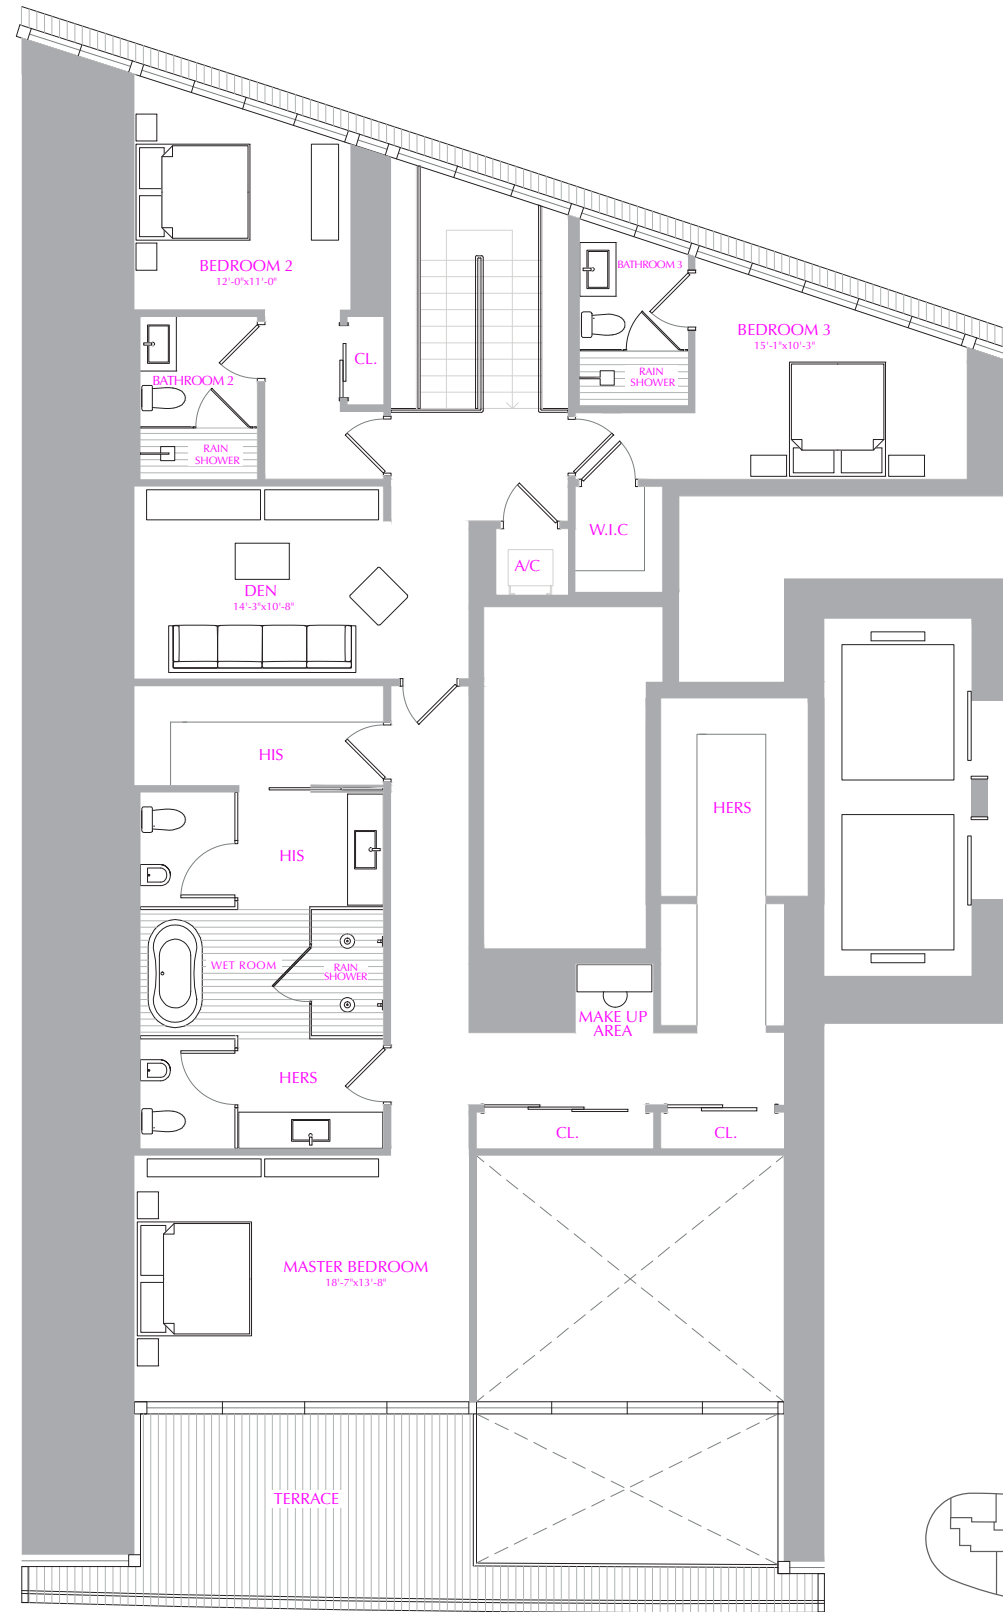 BEDROOM 2
12'-0"x11'-0"
BATHROOM 3
BEDROOM 3
15'-1"x10'-3"
CL.
BATHROOM 2
RAIN
SHOWER
RAIN
SHOWER
W.I.C
A/C
DEN
14'-3"x10'-8"
HIS
HERS
HIS
WET ROOM
RAIN
SHOWER
MAKE UP
AREA
HERS
CL.
CL.
MASTER BEDROOM
18'-7"x13'-8"
TERRACE